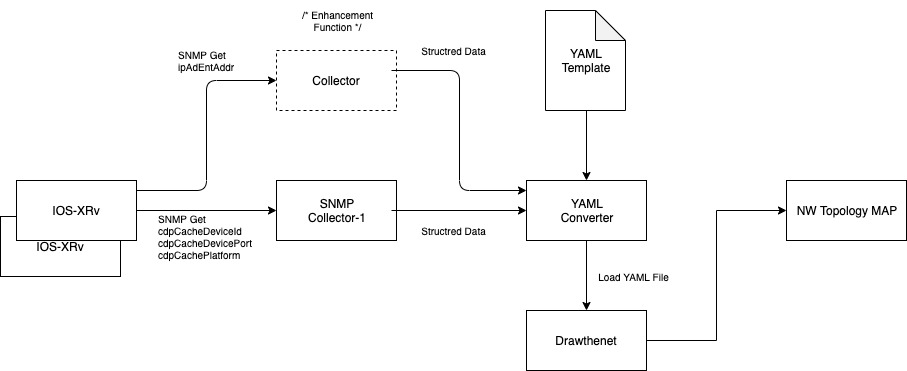 /* Enhancement
Function */
SNMP Get
ipAdEntAddr
Collector
Structred Data
YAML
Template
IOS-XRv
IOS-XRv
SNMP Get
cdpCacheDeviceId
cdpCacheDevicePort
cdpCachePlatform
SNMP
Collector-1
Structred Data
YAML
Converter
NW Topology MAP
Load YAML File
Drawthenet